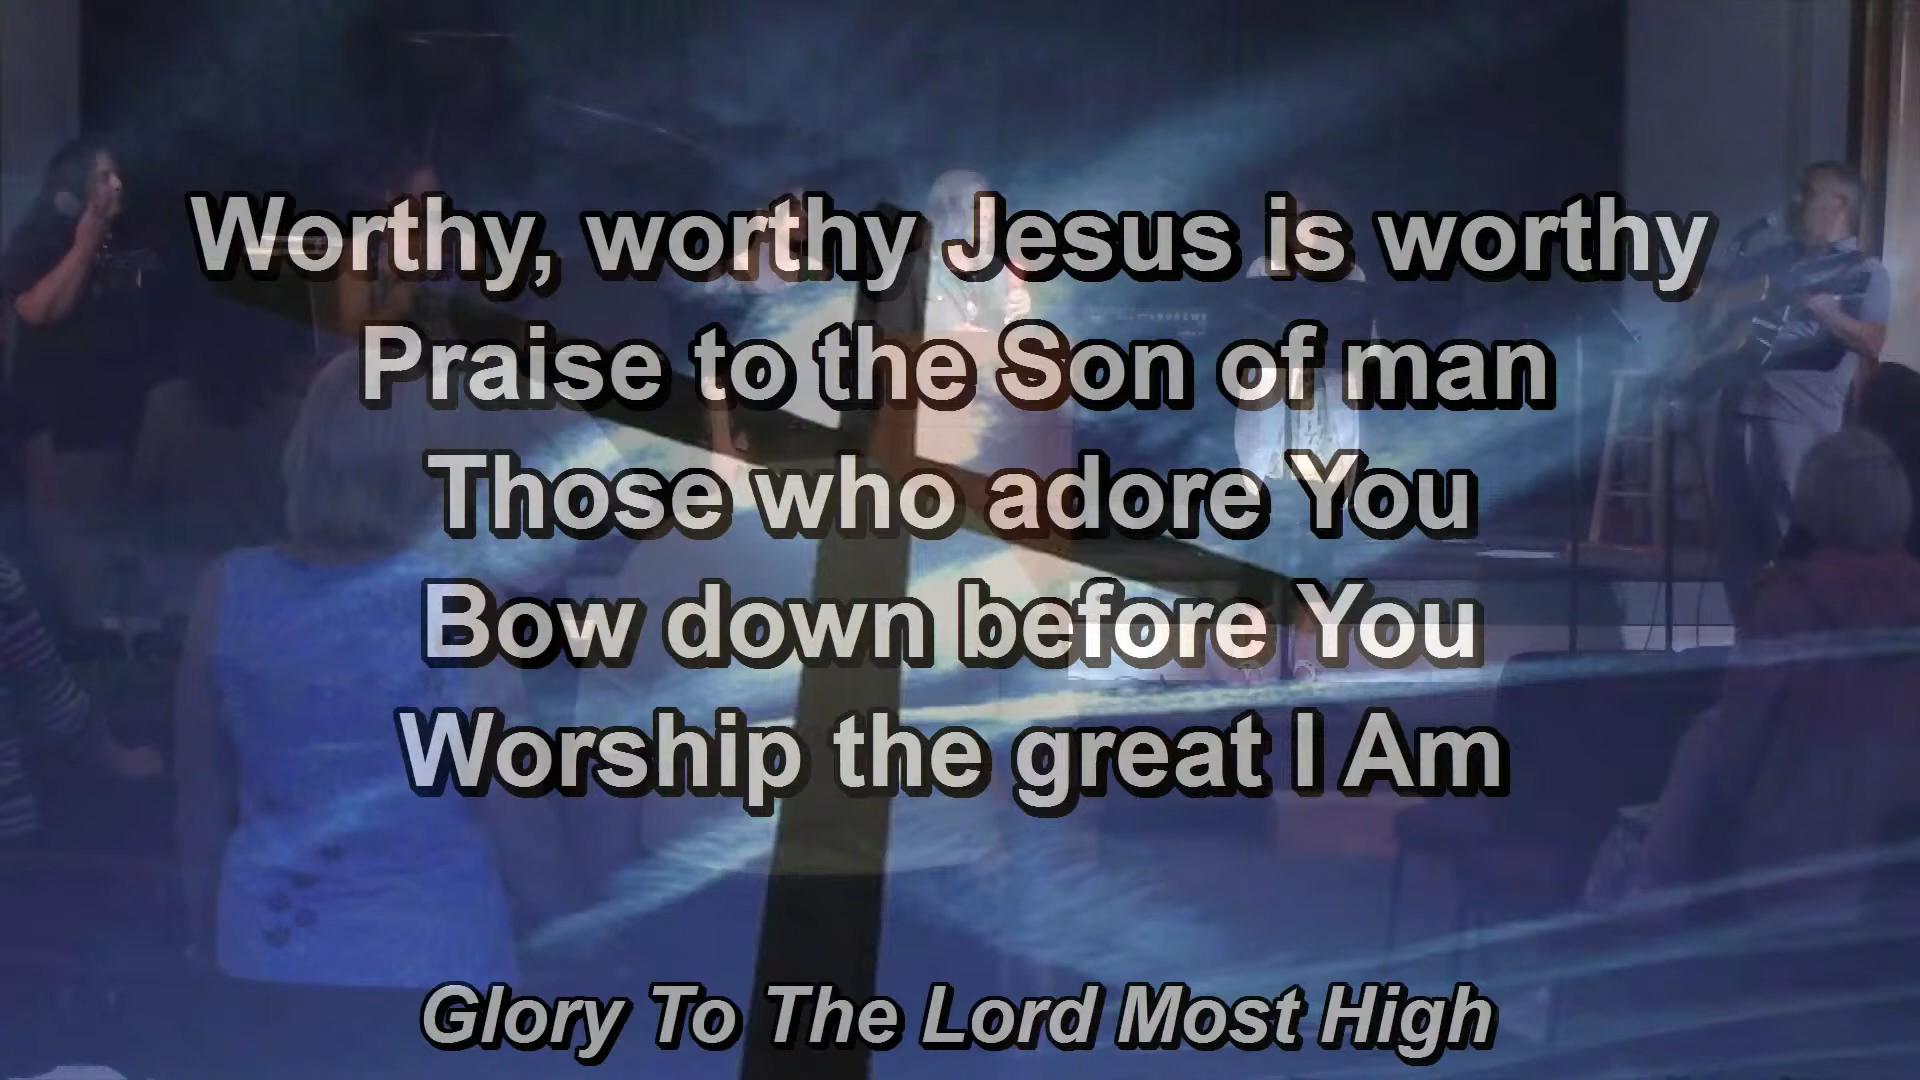 Worthy, worthy Jesus is worthy
Praise to the Son of man
Those who adore You
Bow down before You
Worship the great I Am
Glory To The Lord Most High